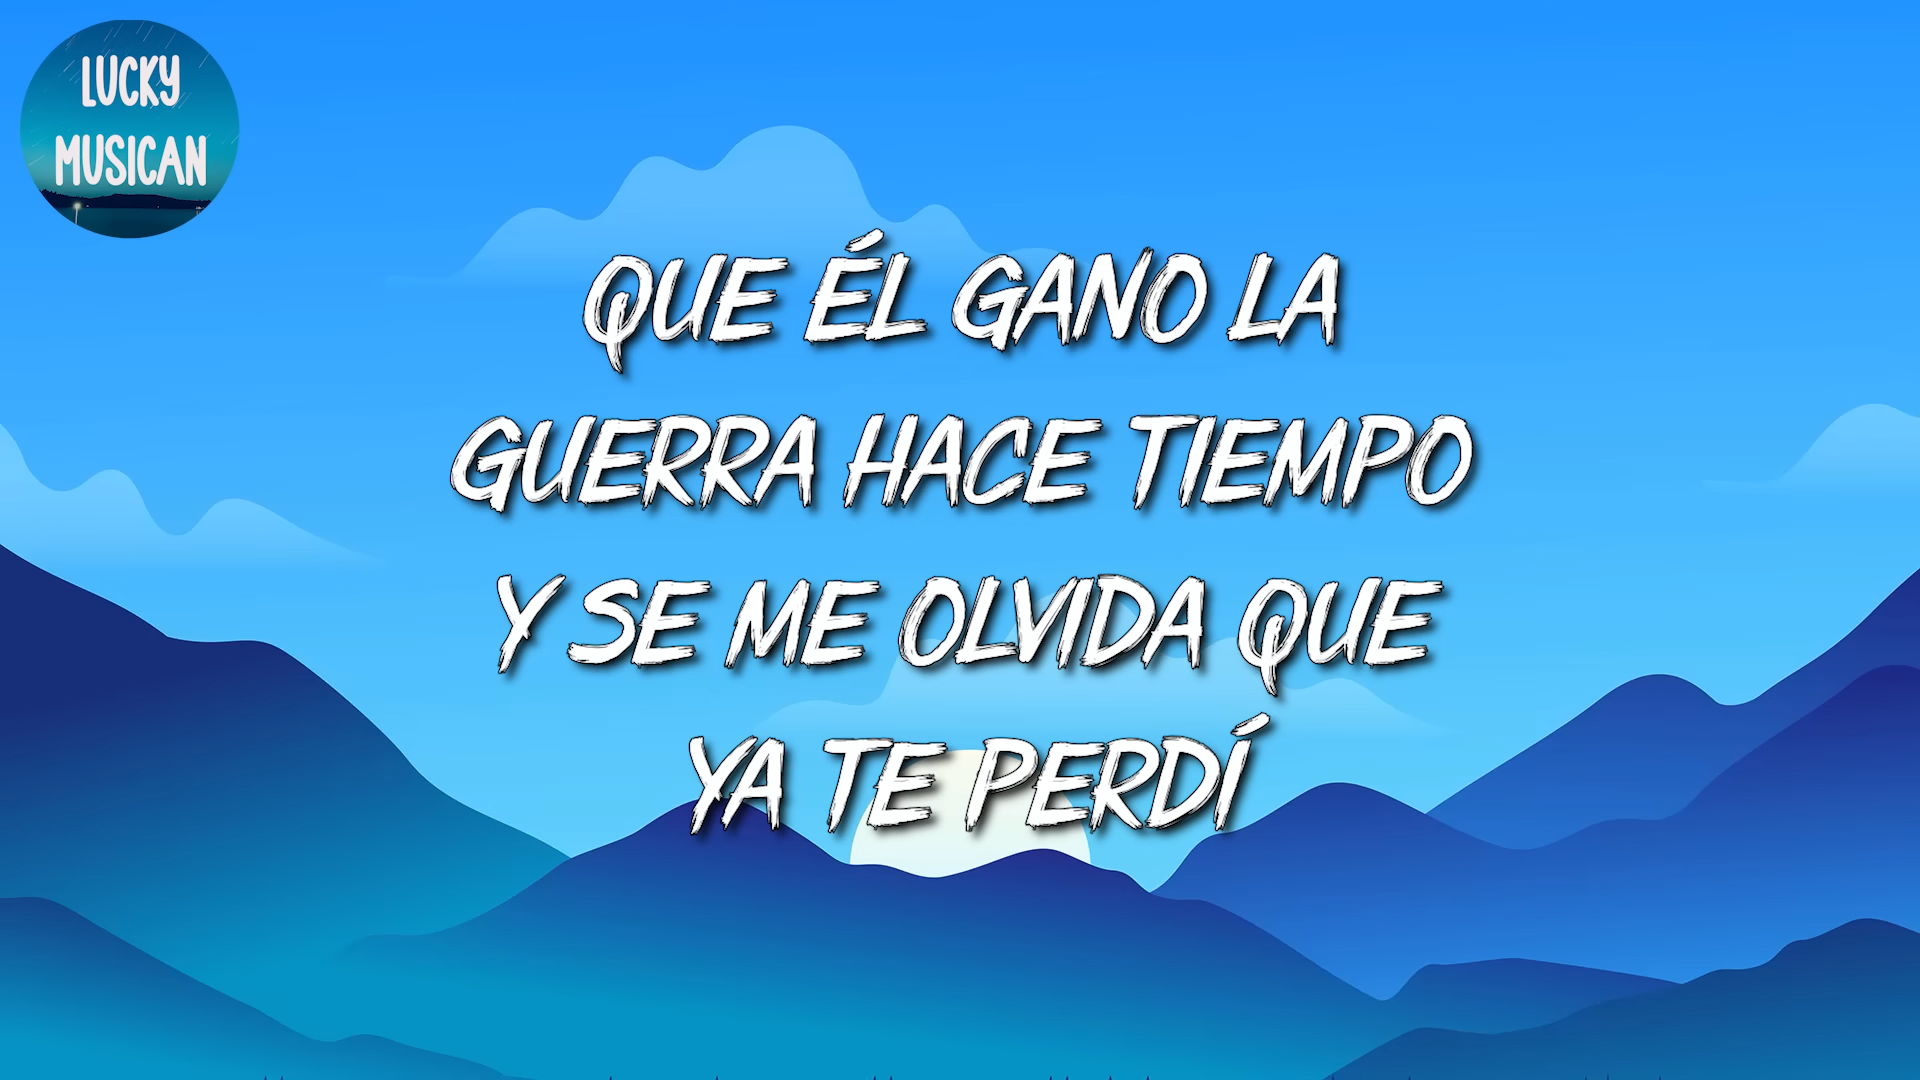 LUCKY
MUSICAN
QUE ÉL GANO LA
GUERRA HACE TIEMPO
Y SE ME OLVIDA QUE
YA TE PERDÍ